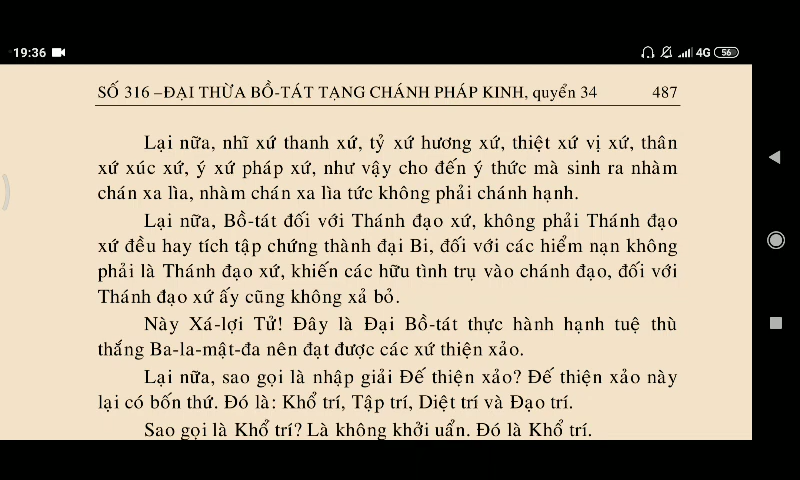 19:36
4G
56
SỐ 316 –ĐẠI THỪA BỒ-TÁT TẠNG CHÁNH PHÁP KINH, quyển 34 487
Lại nữa, nhĩ xứ thanh xứ, tỷ xứ hương xứ, thiệt xứ vị xứ, thân
xứ xúc xứ, ý xứ pháp xứ, như vậy cho đến ý thức mà sinh ra nhàm
chán xa lìa, nhàm chán xa lìa tức không phải chánh hạnh.
Lại nữa, Bồ-tát đối với Thánh đạo xứ, không phải Thánh đạo
xứ đều hay tích tập chứng thành đại Bi, đối với các hiểm nạn không
phải là Thánh đạo xứ, khiến các hữu tình trụ vào chánh đạo, đối với
Thánh đạo xứ ấy cũng không xả bỏ.
Này Xá-lợi Tử! Đây là Đại Bồ-tát thực hành hạnh tuệ thù
thắng Ba-la-mật-đa nên đạt được các xứ thiện xảo.
Lại nữa, sao gọi là nhập giải Đế thiện xảo? Đế thiện xảo này
lại có bốn thứ. Đó là: Khổ trí, Tập trí, Diệt trí và Đạo trí.
Sao gọi là Khổ trí? Là không khởi uẩn. Đó là Khổ trí.